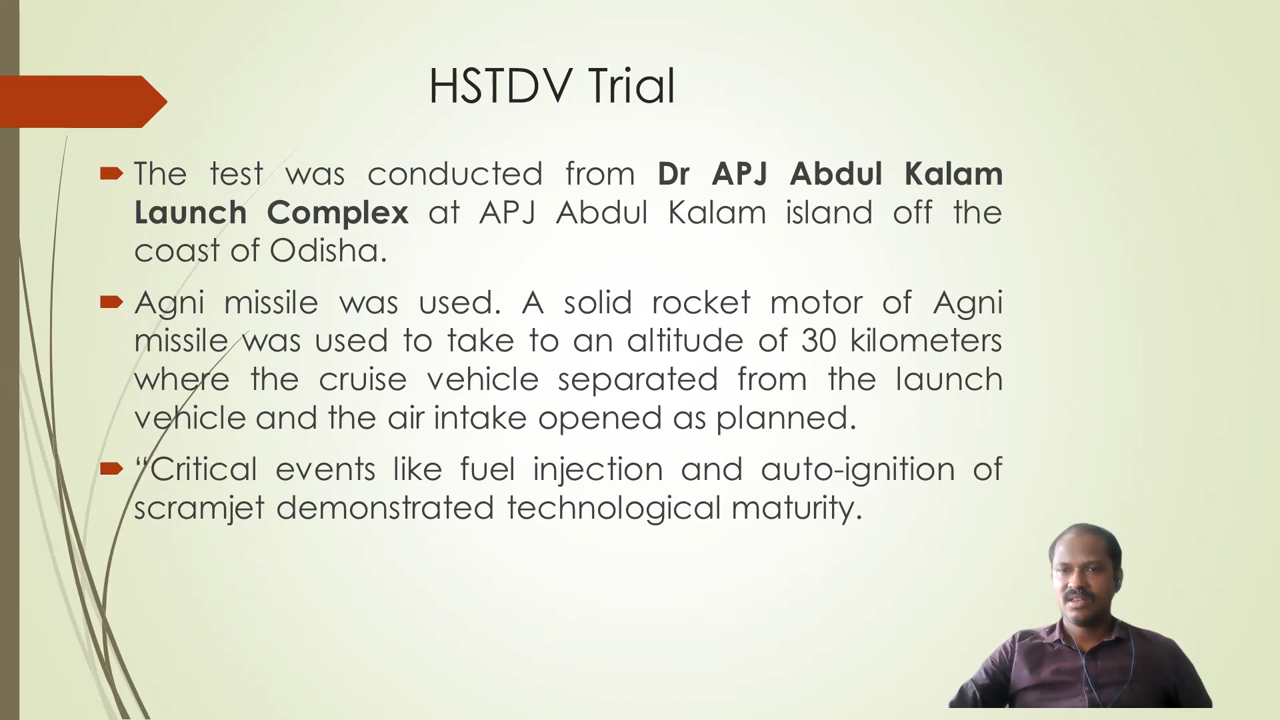 HSTDV Trial
The test was conducted from Dr APJ Abdul Kalam
Launch Complex at APJ Abdul Kalam island off the
coast of Odisha.
Agni missile was used. A solid rocket motor of Agni
missile was used to take to an altitude of 30 kilometers
where the cruise vehicle separated from the launch
vehicle and the air intake opened as planned.
“Critical events like fuel injection and auto-ignition of
scramjet demonstrated technological maturity.